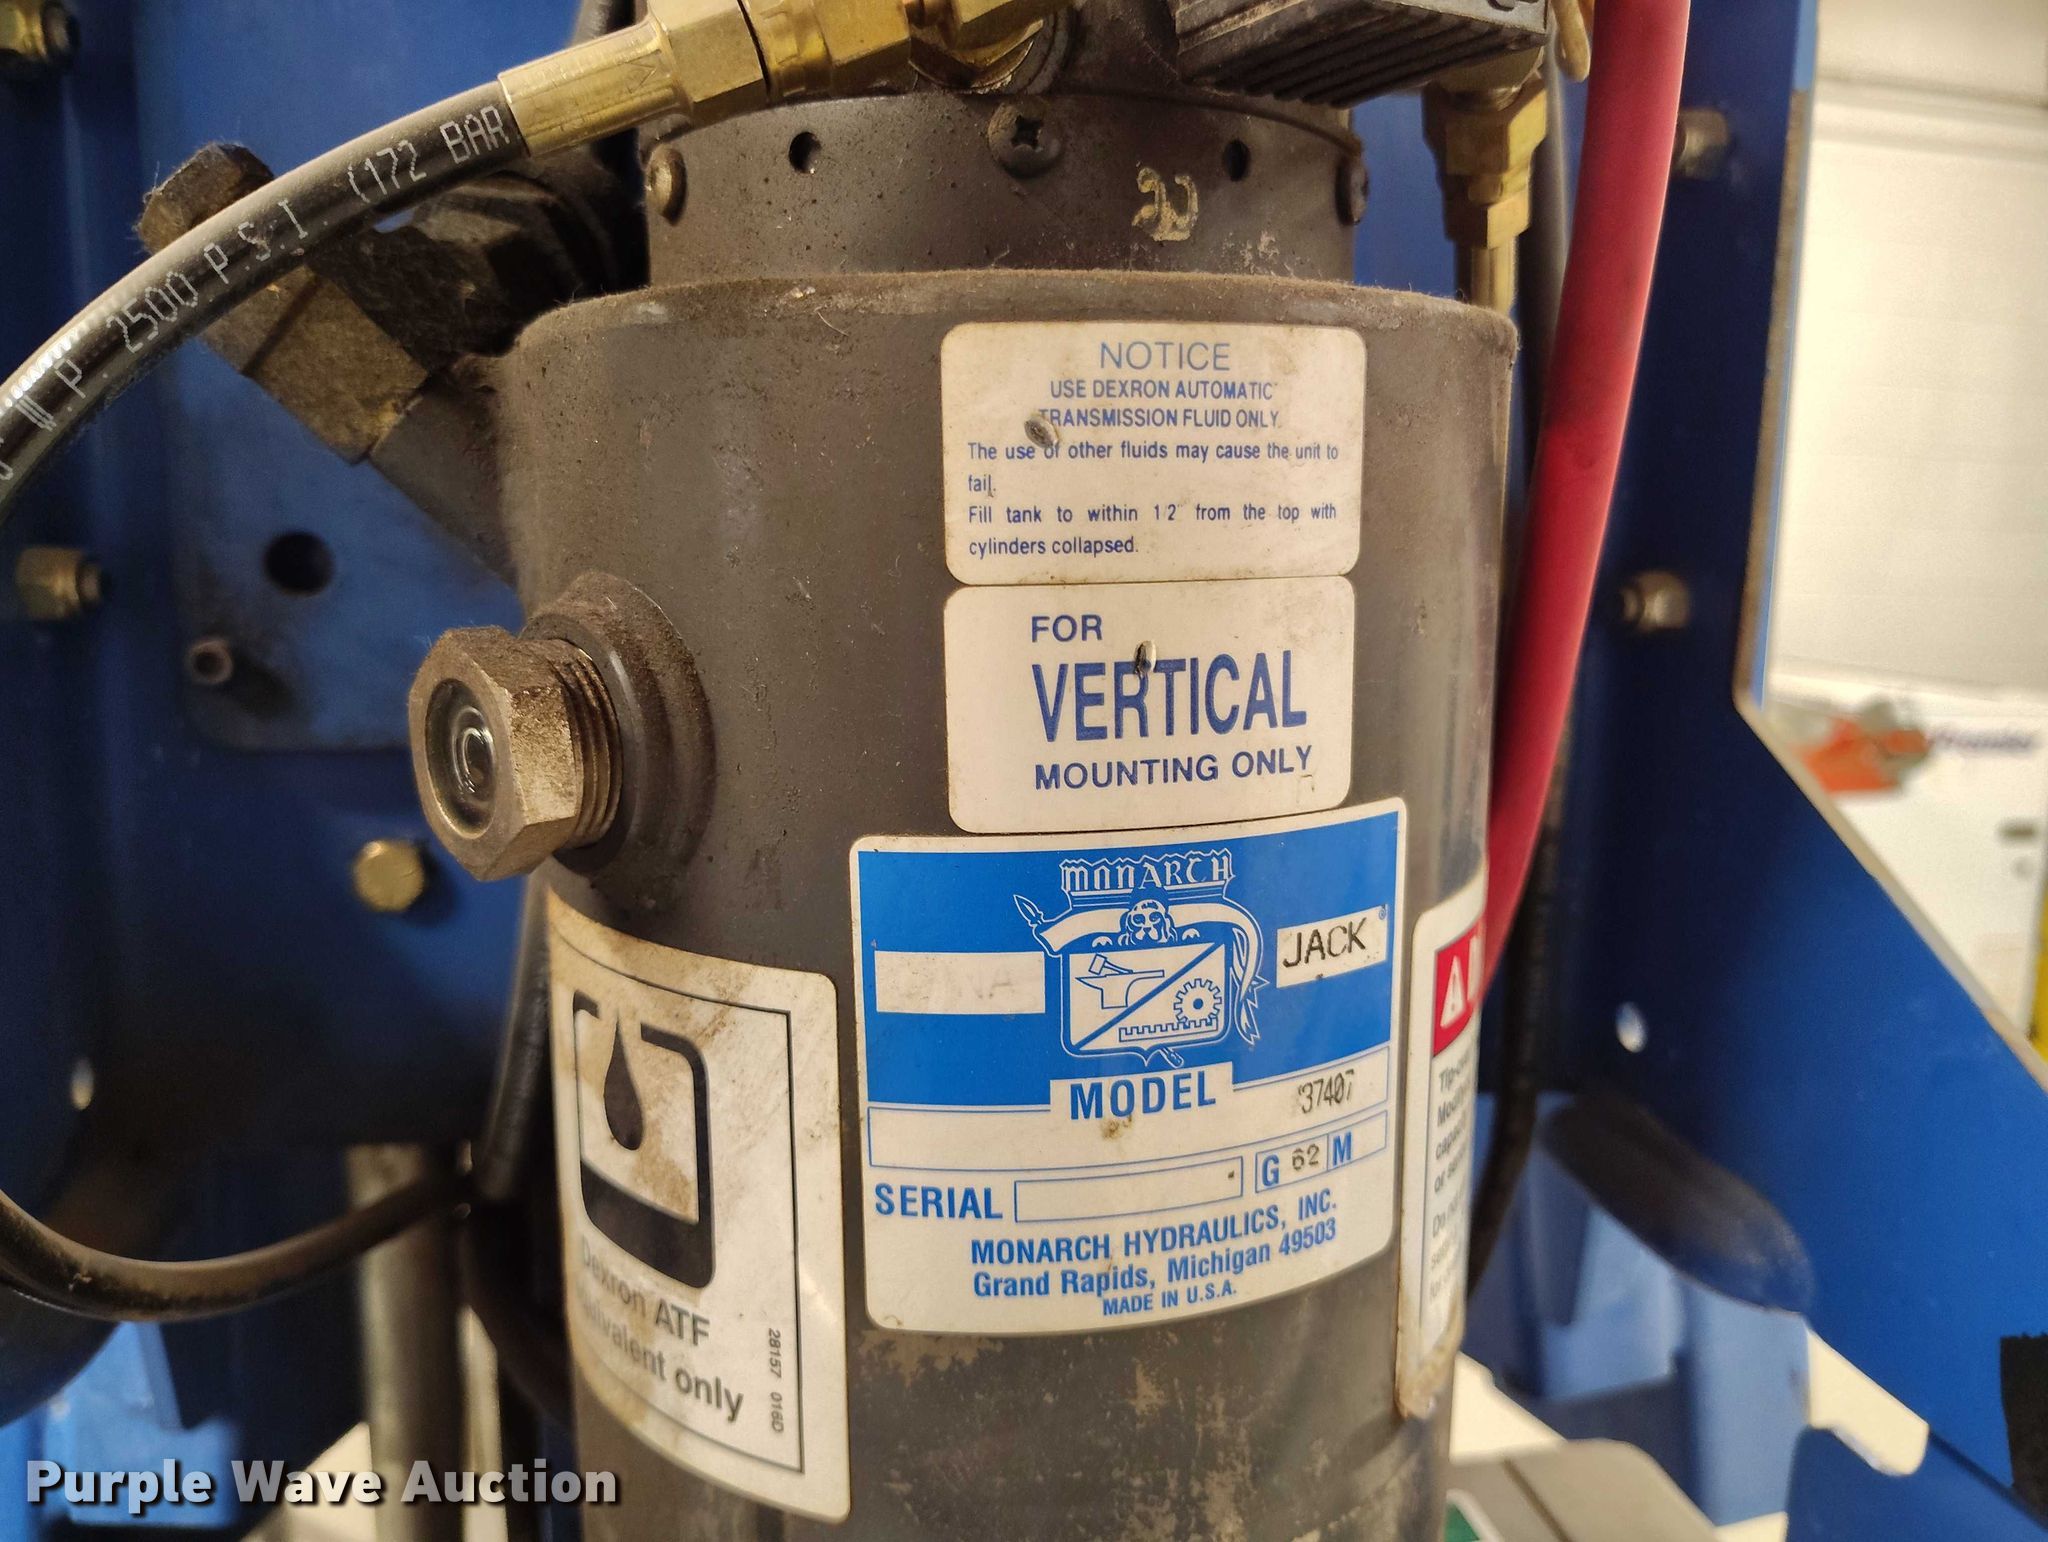 W.P. 2500 P.S.I. (172 BAR
NOTICE
USE DEXRON AUTOMATIC
TRANSMISSION FLUID ONLY
The use of other fluids may cause the unit to
fail.
Fill tank to within 1/2" from the top with
cylinders collapsed.
FOR
VERTICAL
MOUNTING ONLY
MONARCH
JACK
MODEL
37407
G 62 M
SERIAL
MONARCH HYDRAULICS, INC.
Grand Rapids, Michigan 49503
MADE IN U.S.A.
Dexron ATF
only
28157 016D
Purple Wave Auction